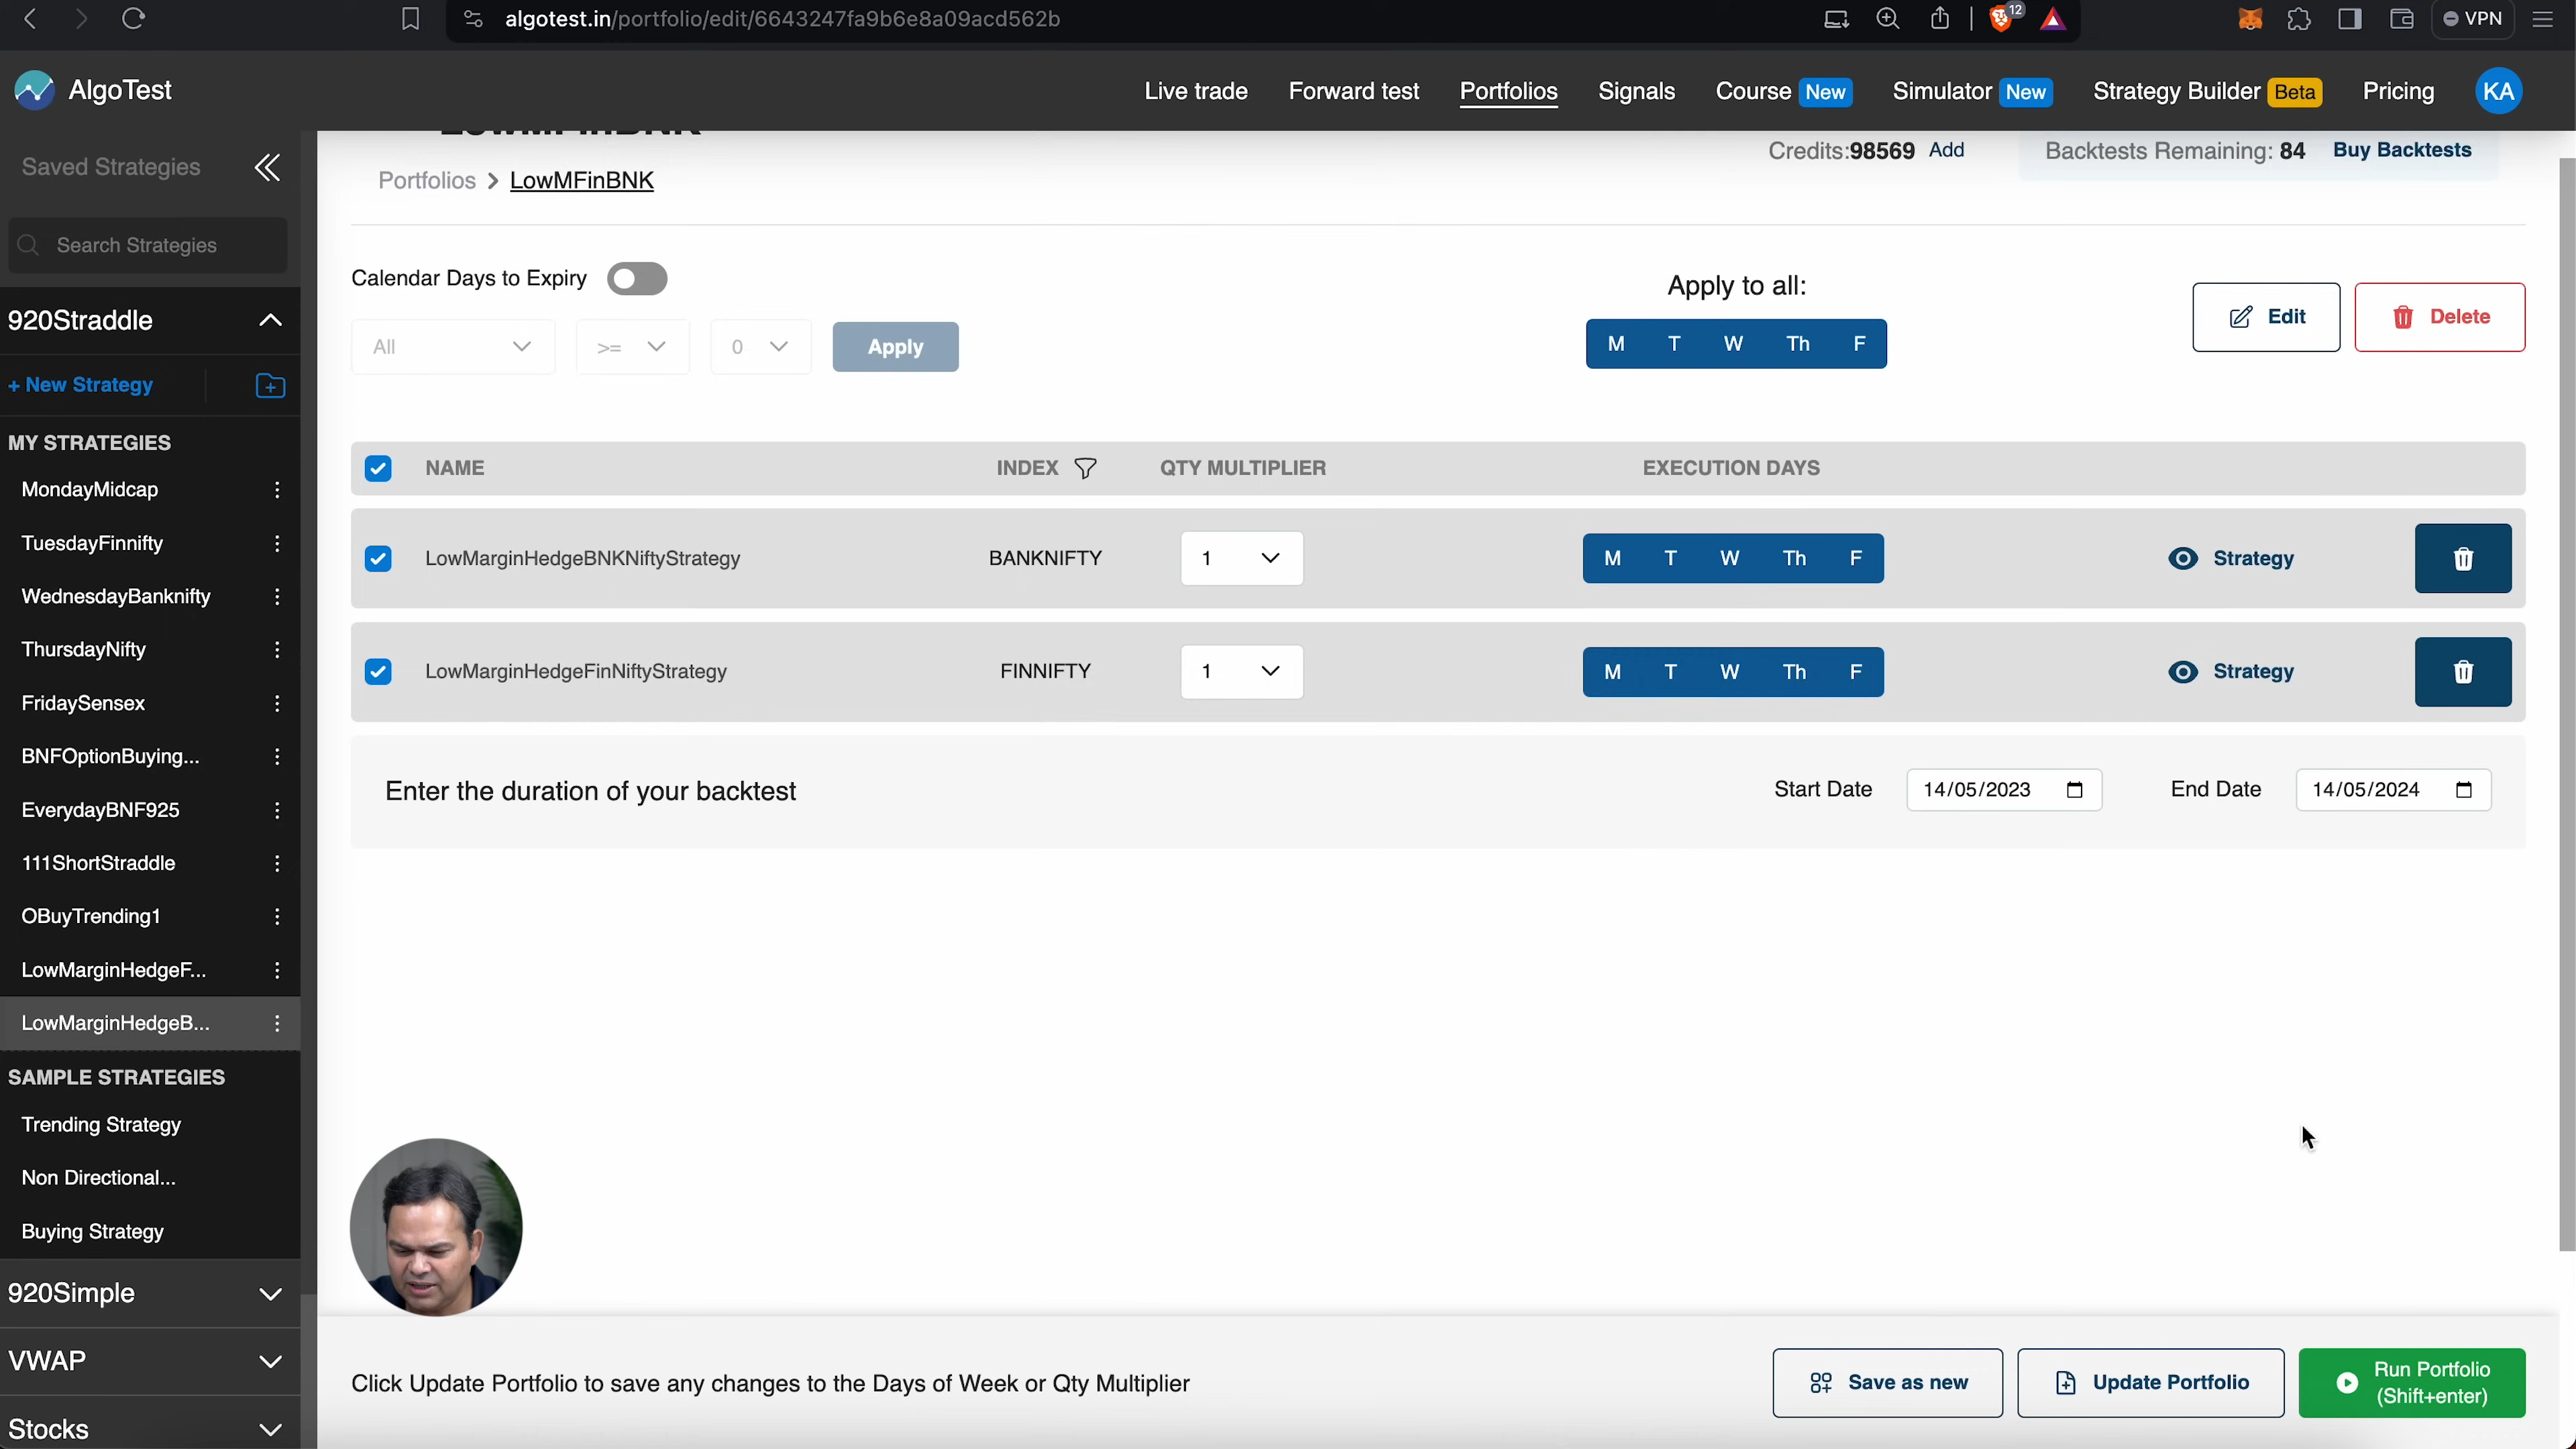 algotest.in/portfolio/edit/6643247fa9b6e8a09acd562b
12
VPN
AlgoTest
Live trade
Forward test
Portfolios
Signals
Course New
Simulator New
Strategy Builder Beta
Pricing
KA
Saved Strategies
Search Strategies
920Straddle
+ New Strategy
MY STRATEGIES
MondayMidcap
TuesdayFinnifty
WednesdayBanknifty
ThursdayNifty
FridaySensex
BNFOptionBuying...
EverydayBNF925
111ShortStraddle
OBuyTrending1
LowMarginHedgeF...
LowMarginHedgeB...
SAMPLE STRATEGIES
Trending Strategy
Non Directional...
Buying Strategy
920Simple
VWAP
Stocks
LowMFinBNK
Portfolios > LowMFinBNK
Credits:98569 Add
Backtests Remaining: 84 Buy Backtests
Calendar Days to Expiry
All >= 0 Apply
Apply to all:
M T W Th F
Edit
Delete
NAME INDEX QTY MULTIPLIER EXECUTION DAYS
LowMarginHedgeBNKNiftyStrategy BANKNIFTY 1 M T W Th F Strategy
LowMarginHedgeFinNiftyStrategy FINNIFTY 1 M T W Th F Strategy
Enter the duration of your backtest
Start Date 14/05/2023
End Date 14/05/2024
Click Update Portfolio to save any changes to the Days of Week or Qty Multiplier
Save as new
Update Portfolio
Run Portfolio
(Shift+enter)